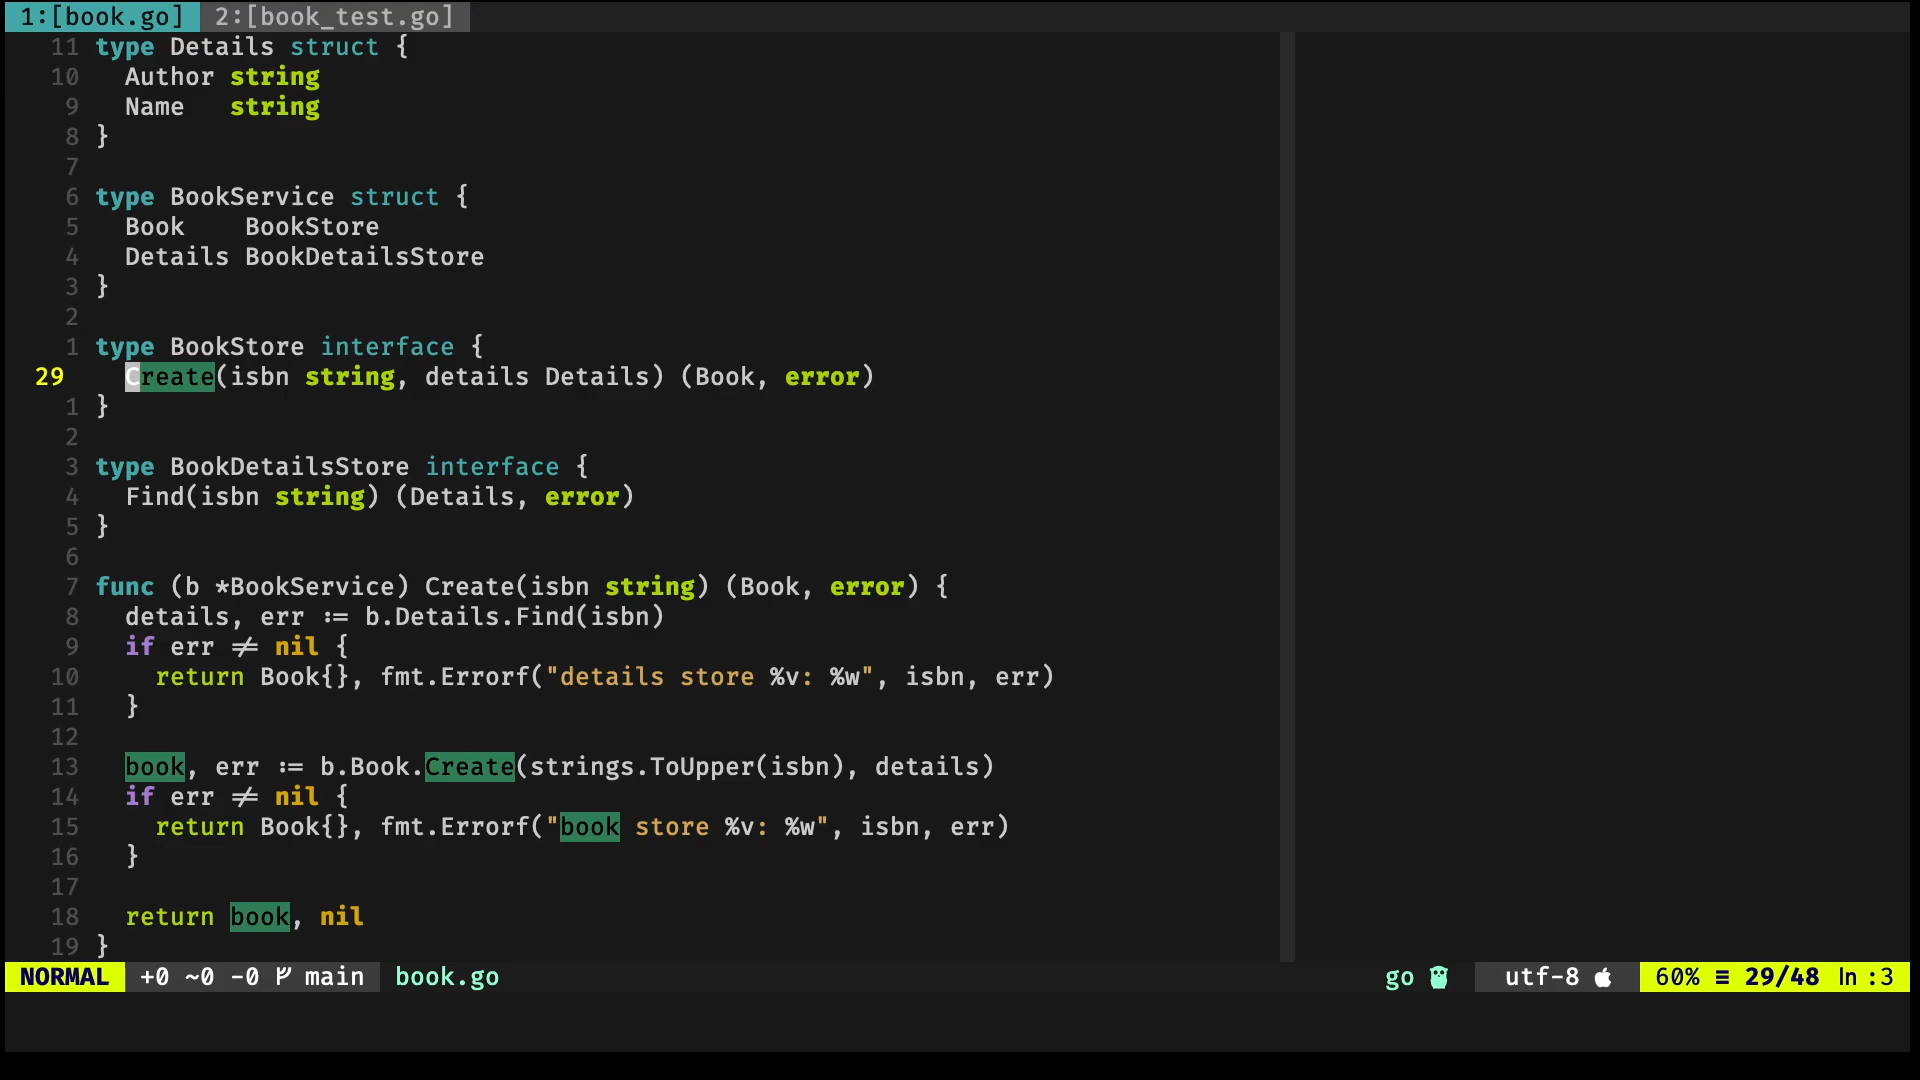 1:[book.go] 2:[book_test.go]
11 type Details struct {
10   Author string
9   Name   string
8 }
7
6 type BookService struct {
5   Book    BookStore
4   Details BookDetailsStore
3 }
2
1 type BookStore interface {
29   Create(isbn string, details Details) (Book, error)
1 }
2
3 type BookDetailsStore interface {
4   Find(isbn string) (Details, error)
5 }
6
7 func (b *BookService) Create(isbn string) (Book, error) {
8   details, err := b.Details.Find(isbn)
9   if err ≠ nil {
10     return Book{}, fmt.Errorf("details store %v: %w", isbn, err)
11   }
12
13   book, err := b.Book.Create(strings.ToUpper(isbn), details)
14   if err ≠ nil {
15     return Book{}, fmt.Errorf("book store %v: %w", isbn, err)
16   }
17
18   return book, nil
19 }
NORMAL +0 ~0 -0 main book.go go utf-8 60% ≡ 29/48 ln :3